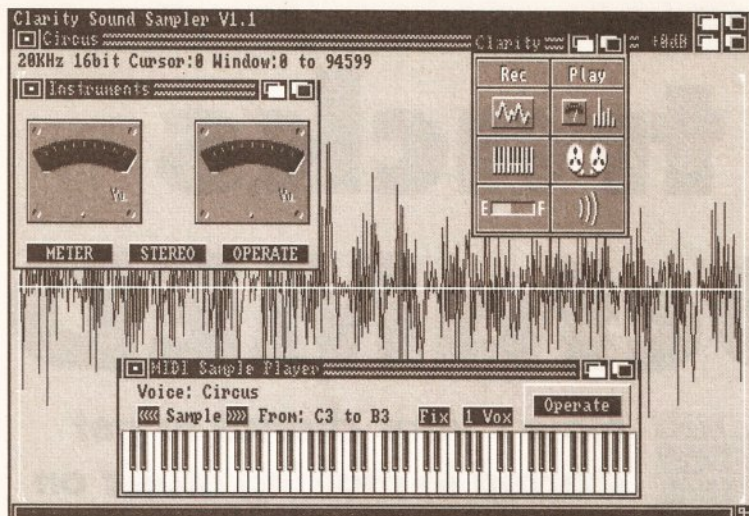 Clarity Sound Sampler V1.1
Circus
Clarity
+0dB
20KHz 16bit Cursor:0 Window:0 to 94599
Rec Play
Instruments
Vu
Vu
E F
METER STEREO OPERATE
MIDI Sample Player
Voice: Circus
<<<< Sample >>>> From: C3 to B3 Fix 1 Vox Operate